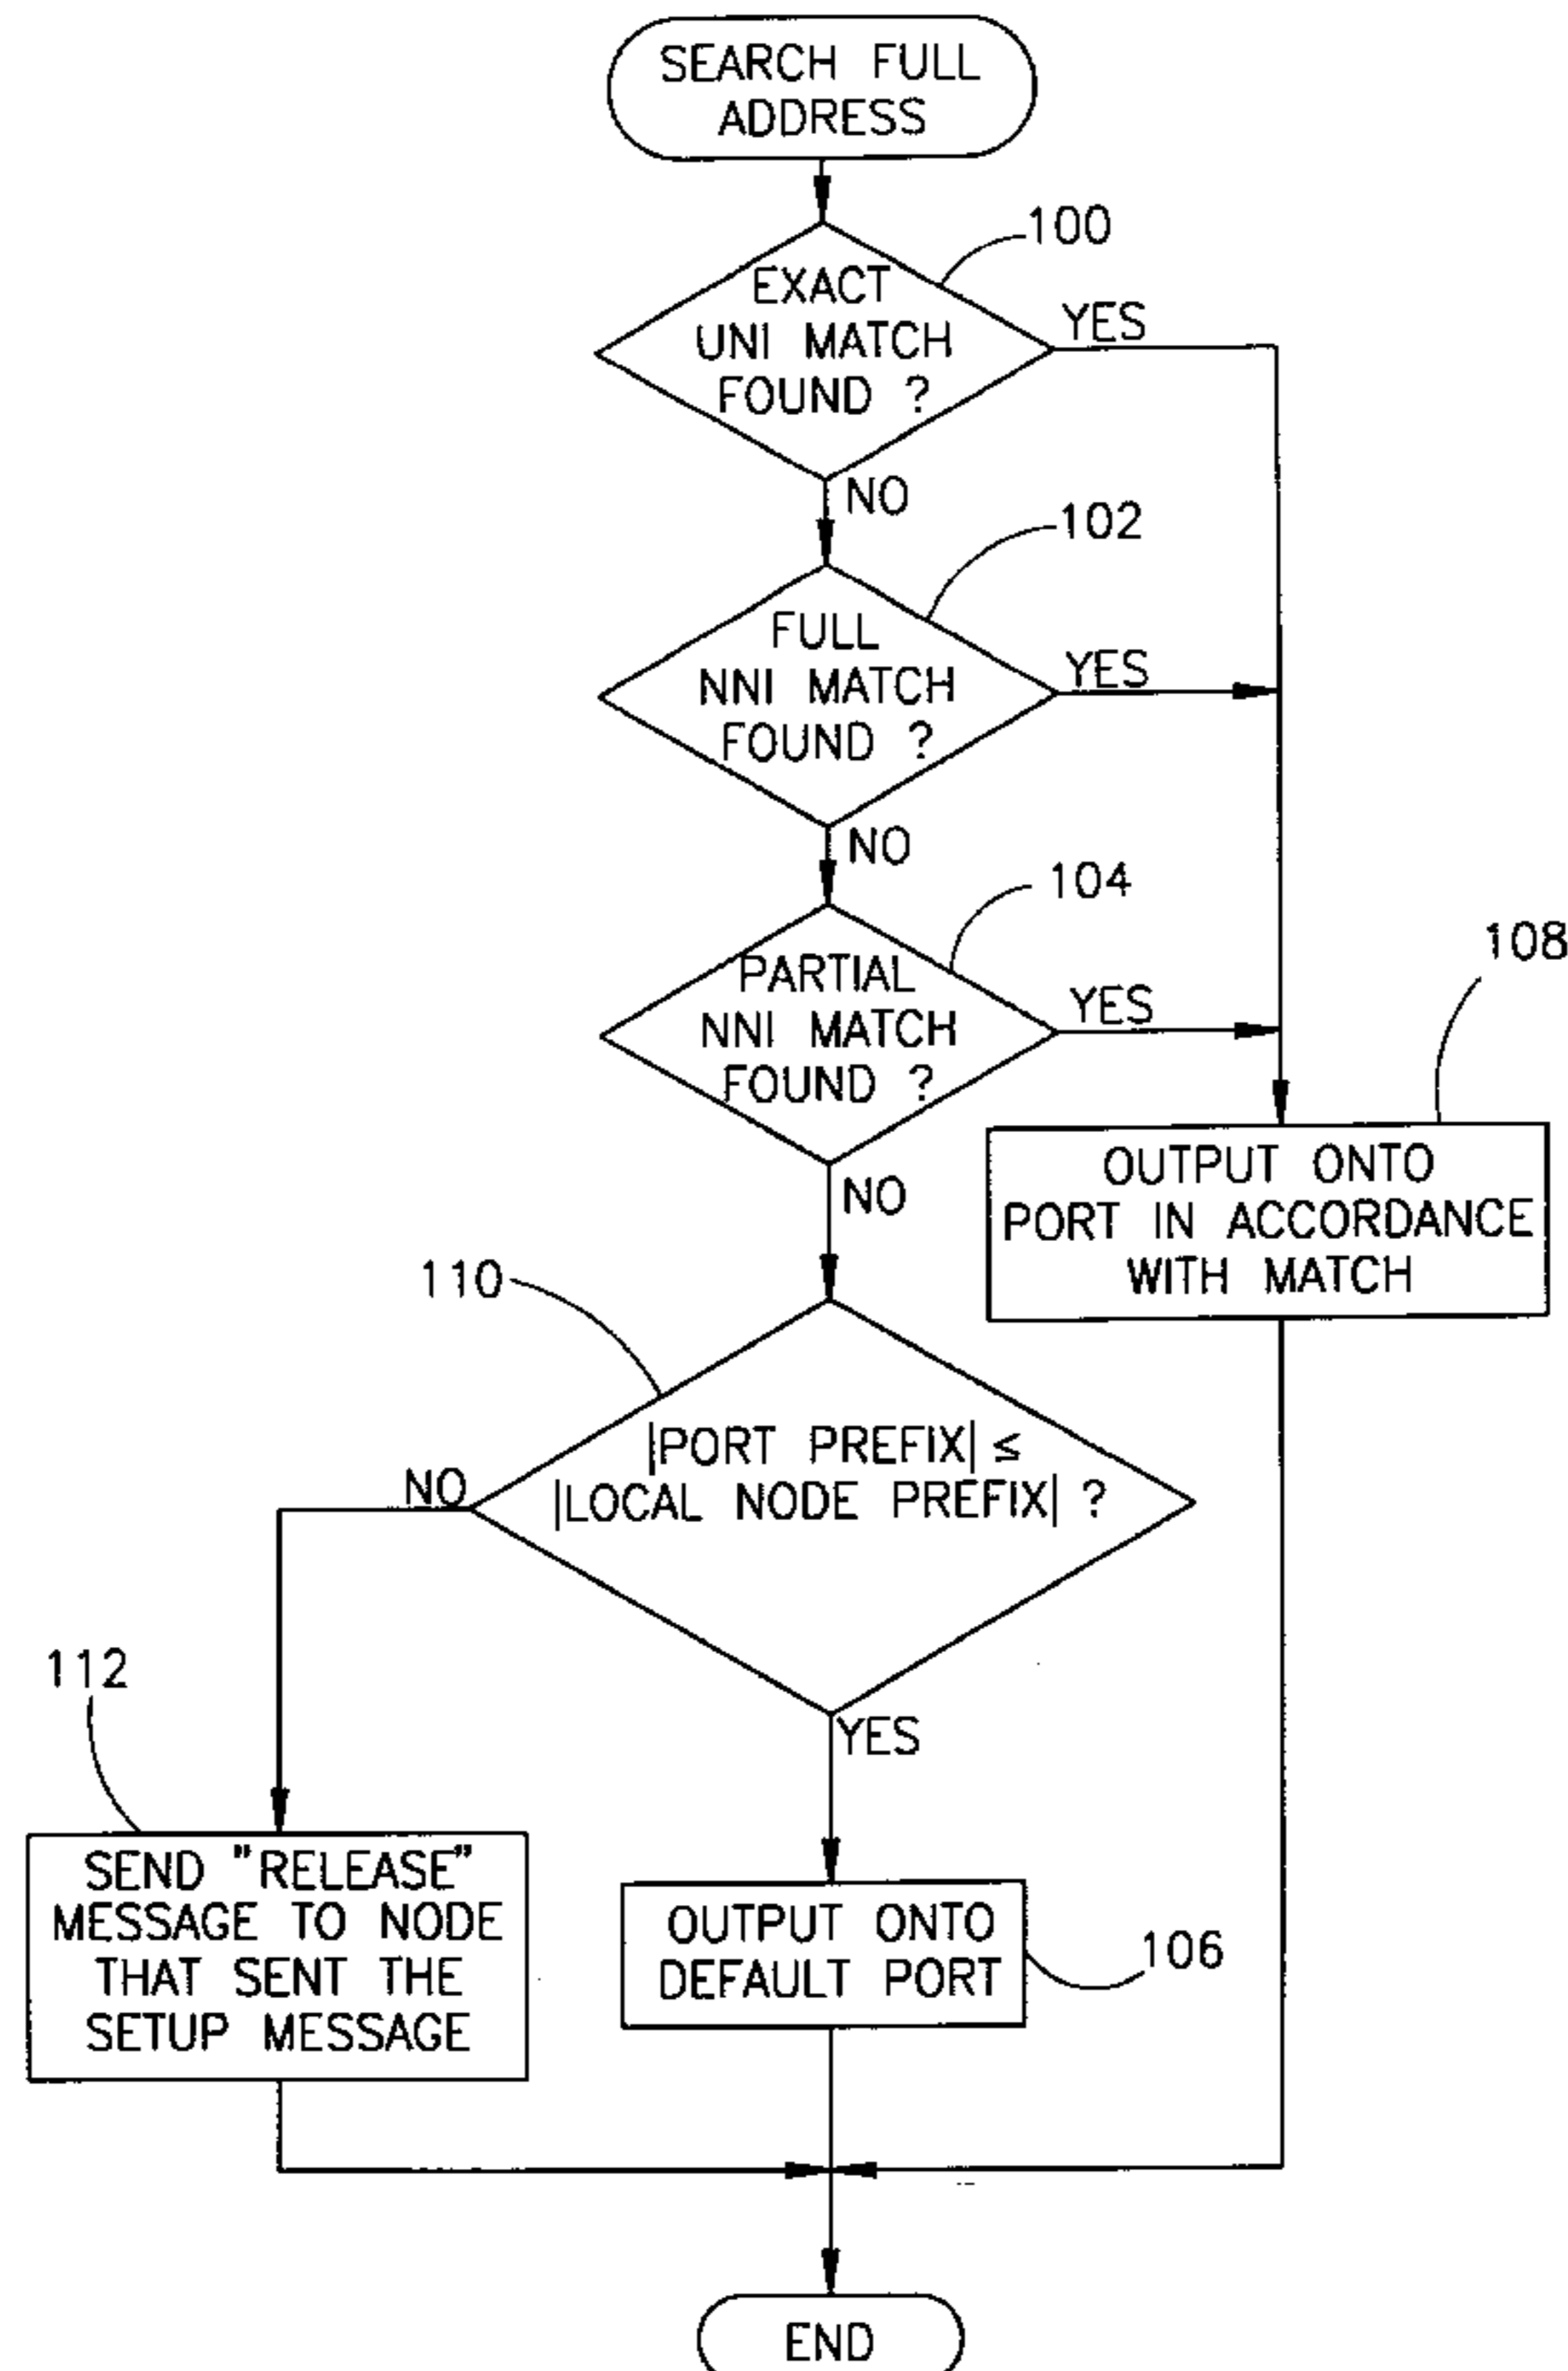 SEARCH FULL
ADDRESS
100
EXACT
UNI MATCH
FOUND ?
YES
NO
102
FULL
NNI MATCH
FOUND ?
YES
NO
104
PARTIAL
NNI MATCH
FOUND ?
YES
NO
108
OUTPUT ONTO
PORT IN ACCORDANCE
WITH MATCH
110
|PORT PREFIX| ≤
|LOCAL NODE PREFIX| ?
NO
YES
112
SEND "RELEASE"
MESSAGE TO NODE
THAT SENT THE
SETUP MESSAGE
OUTPUT ONTO
DEFAULT PORT
106
END